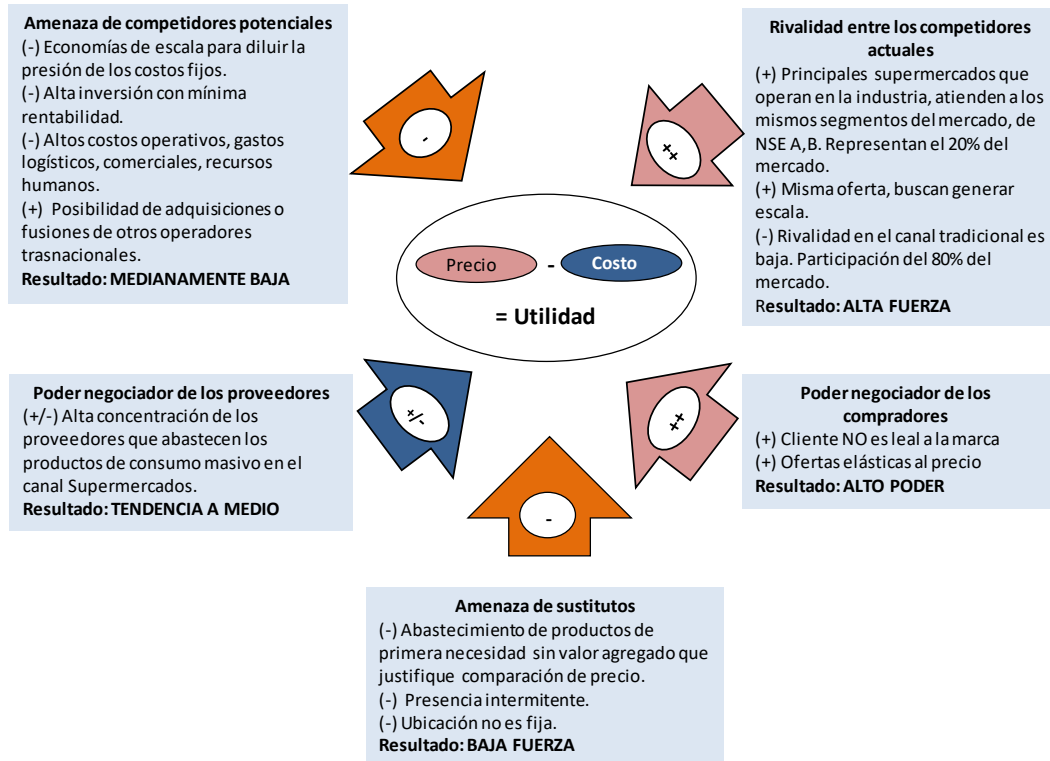 Amenaza de competidores potenciales
(-) Economías de escala para diluir la
presión de los costos fijos.
(-) Alta inversión con mínima
rentabilidad.
(-) Altos costos operativos, gastos
logísticos, comerciales, recursos
humanos.
(+) Posibilidad de adquisiciones o
fusiones de otros operadores
trasnacionales.
Resultado: MEDIANAMENTE BAJA
-
Rivalidad entre los competidores
actuales
(+) Principales supermercados que
operan en la industria, atienden a los
mismos segmentos del mercado, de
NSE A,B. Representan el 20% del
mercado.
(+) Misma oferta, buscan generar
escala.
(-) Rivalidad en el canal tradicional es
baja. Participación del 80% del
mercado.
Resultado: ALTA FUERZA
++
Precio - Costo
= Utilidad
Poder negociador de los proveedores
(+/-) Alta concentración de los
proveedores que abastecen los
productos de consumo masivo en el
canal Supermercados.
Resultado: TENDENCIA A MEDIO
+/-
++
Poder negociador de los
compradores
(+) Cliente NO es leal a la marca
(+) Ofertas elásticas al precio
Resultado: ALTO PODER
-
Amenaza de sustitutos
(-) Abastecimiento de productos de
primera necesidad sin valor agregado que
justifique comparación de precio.
(-) Presencia intermitente.
(-) Ubicación no es fija.
Resultado: BAJA FUERZA